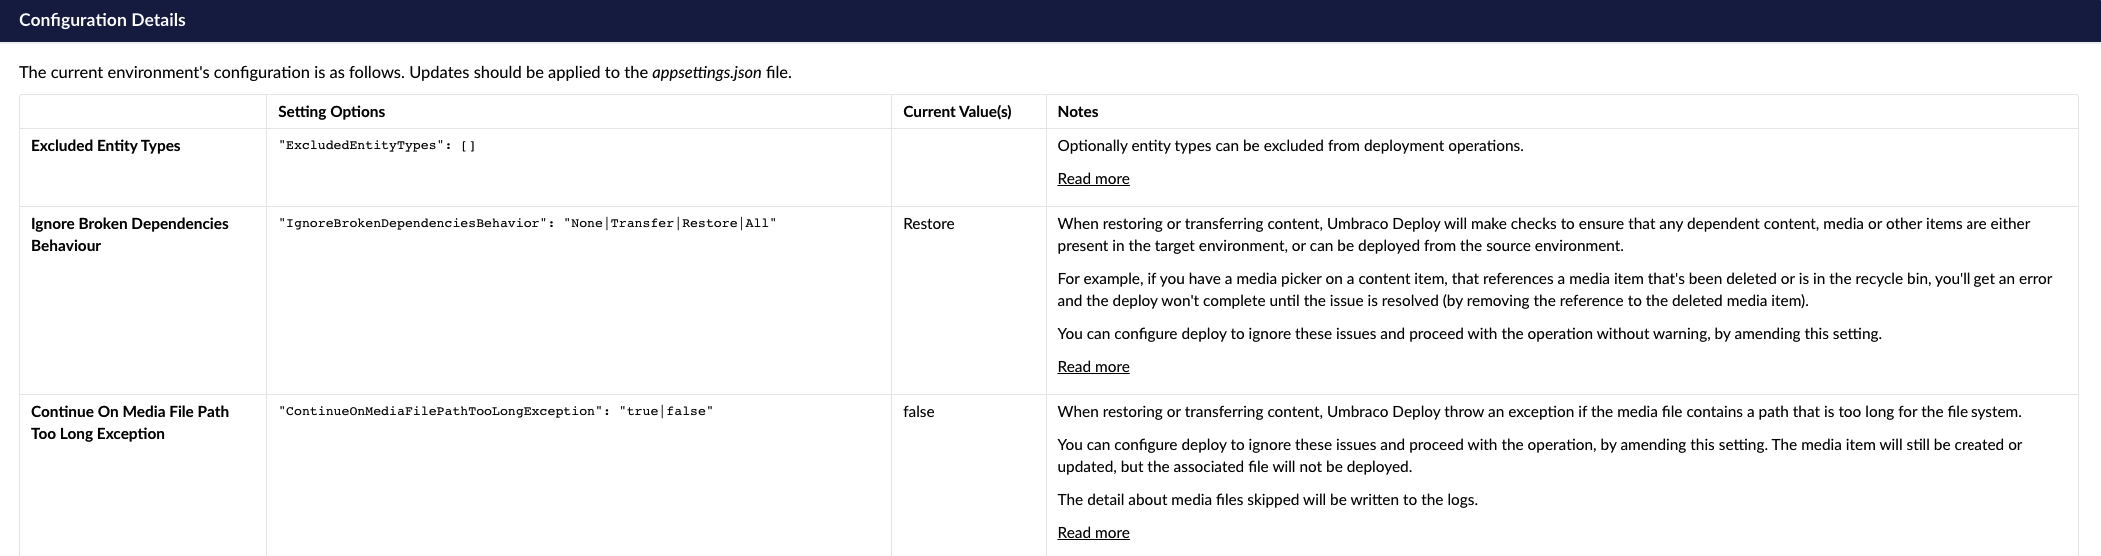 Configuration Details
The current environment's configuration is as follows. Updates should be applied to the appsettings.json file.
Setting Options
Current Value(s)
Notes
Excluded Entity Types
"ExcludedEntityTypes": []
Optionally entity types can be excluded from deployment operations.
Read more
Ignore Broken Dependencies
Behaviour
"IgnoreBrokenDependenciesBehavior": "None|Transfer|Restore|All"
Restore
When restoring or transferring content, Umbraco Deploy will make checks to ensure that any dependent content, media or other items are either
present in the target environment, or can be deployed from the source environment.
For example, if you have a media picker on a content item, that references a media item that's been deleted or is in the recycle bin, you'll get an error
and the deploy won't complete until the issue is resolved (by removing the reference to the deleted media item).
You can configure deploy to ignore these issues and proceed with the operation without warning, by amending this setting.
Read more
Continue On Media File Path
Too Long Exception
"ContinueOnMediaFilePathTooLongException": "true|false"
false
When restoring or transferring content, Umbraco Deploy throw an exception if the media file contains a path that is too long for the file system.
You can configure deploy to ignore these issues and proceed with the operation, by amending this setting. The media item will still be created or
updated, but the associated file will not be deployed.
The detail about media files skipped will be written to the logs.
Read more